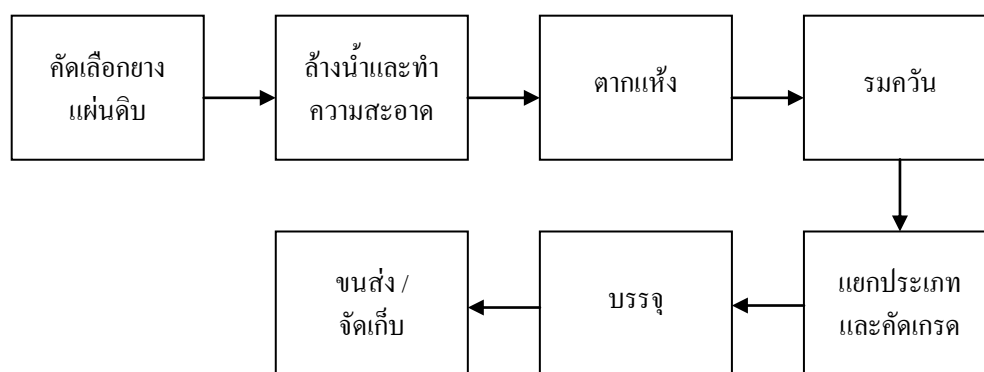 คัดเลือกยาง
แผ่นดิบ
ล้างน้ำและทำ
ความสะอาด
ตากแห้ง
รมควัน
แยกประเภท
และคัดเกรด
บรรจุ
ขนส่ง /
จัดเก็บ